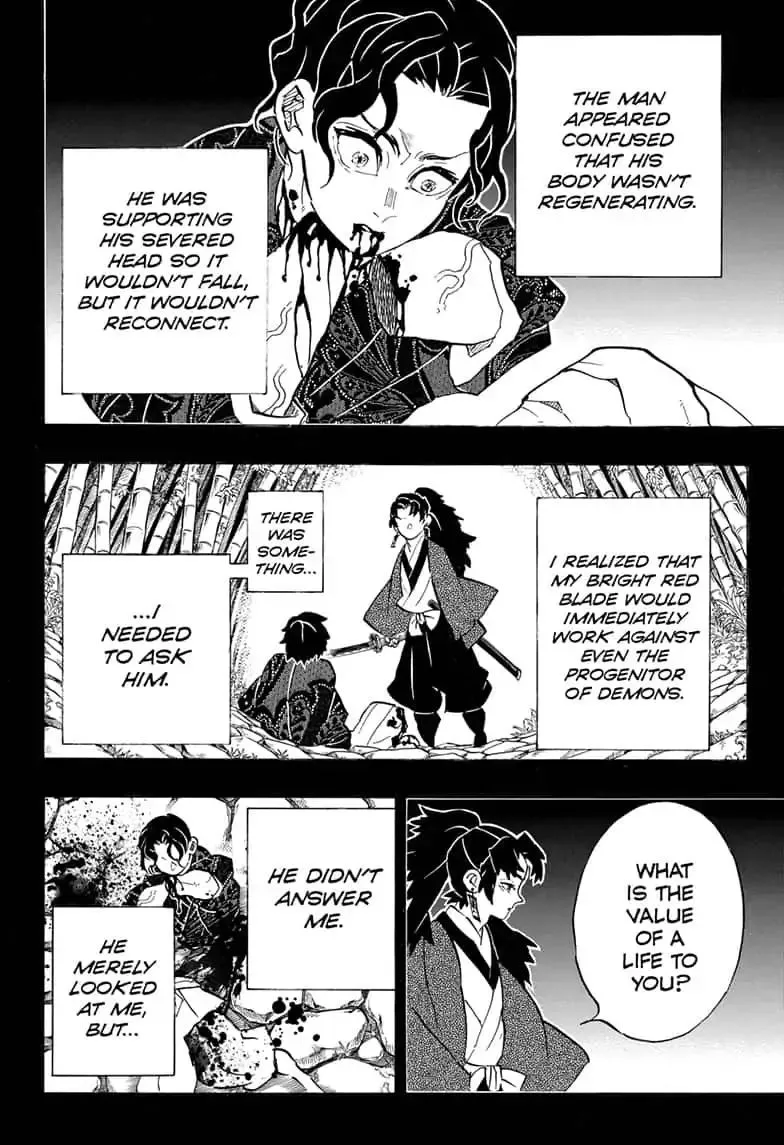 THE MAN
APPEARED
CONFUSED
THAT HIS
BODY WASN'T
REGENERATING.
HE WAS
SUPPORTING
HIS SEVERED
HEAD SO IT
WOULDN'T FALL,
BUT IT WOULDN'T
RECONNECT.
I REALIZED THAT
MY BRIGHT RED
BLADE WOULD
IMMEDIATELY
WORK AGAINST
EVEN THE
PROGENITOR
OF DEMONS.
THERE
WAS
SOME-
THING...
...I
NEEDED
TO ASK
HIM.
WHAT
IS THE
VALUE
OF A
LIFE TO
YOU?
HE DIDN'T
ANSWER
ME.
HE
MERELY
LOOKED
AT ME,
BUT...